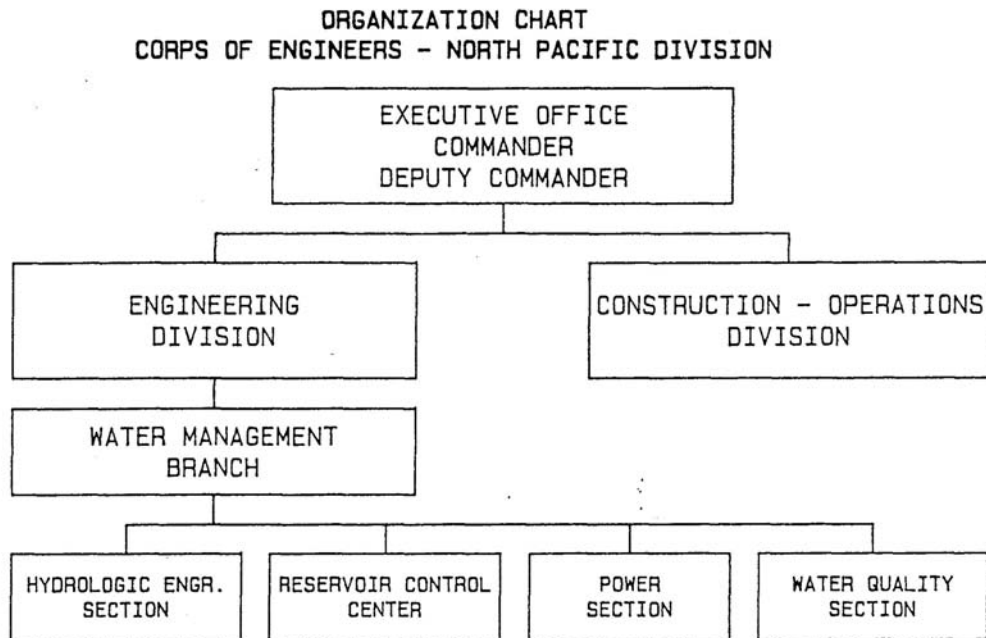 ORGANIZATION CHART
CORPS OF ENGINEERS - NORTH PACIFIC DIVISION
EXECUTIVE OFFICE
COMMANDER
DEPUTY COMMANDER
ENGINEERING
DIVISION
CONSTRUCTION - OPERATIONS
DIVISION
WATER MANAGEMENT
BRANCH
HYDROLOGIC ENGR.
SECTION
RESERVOIR CONTROL
CENTER
POWER
SECTION
WATER QUALITY
SECTION